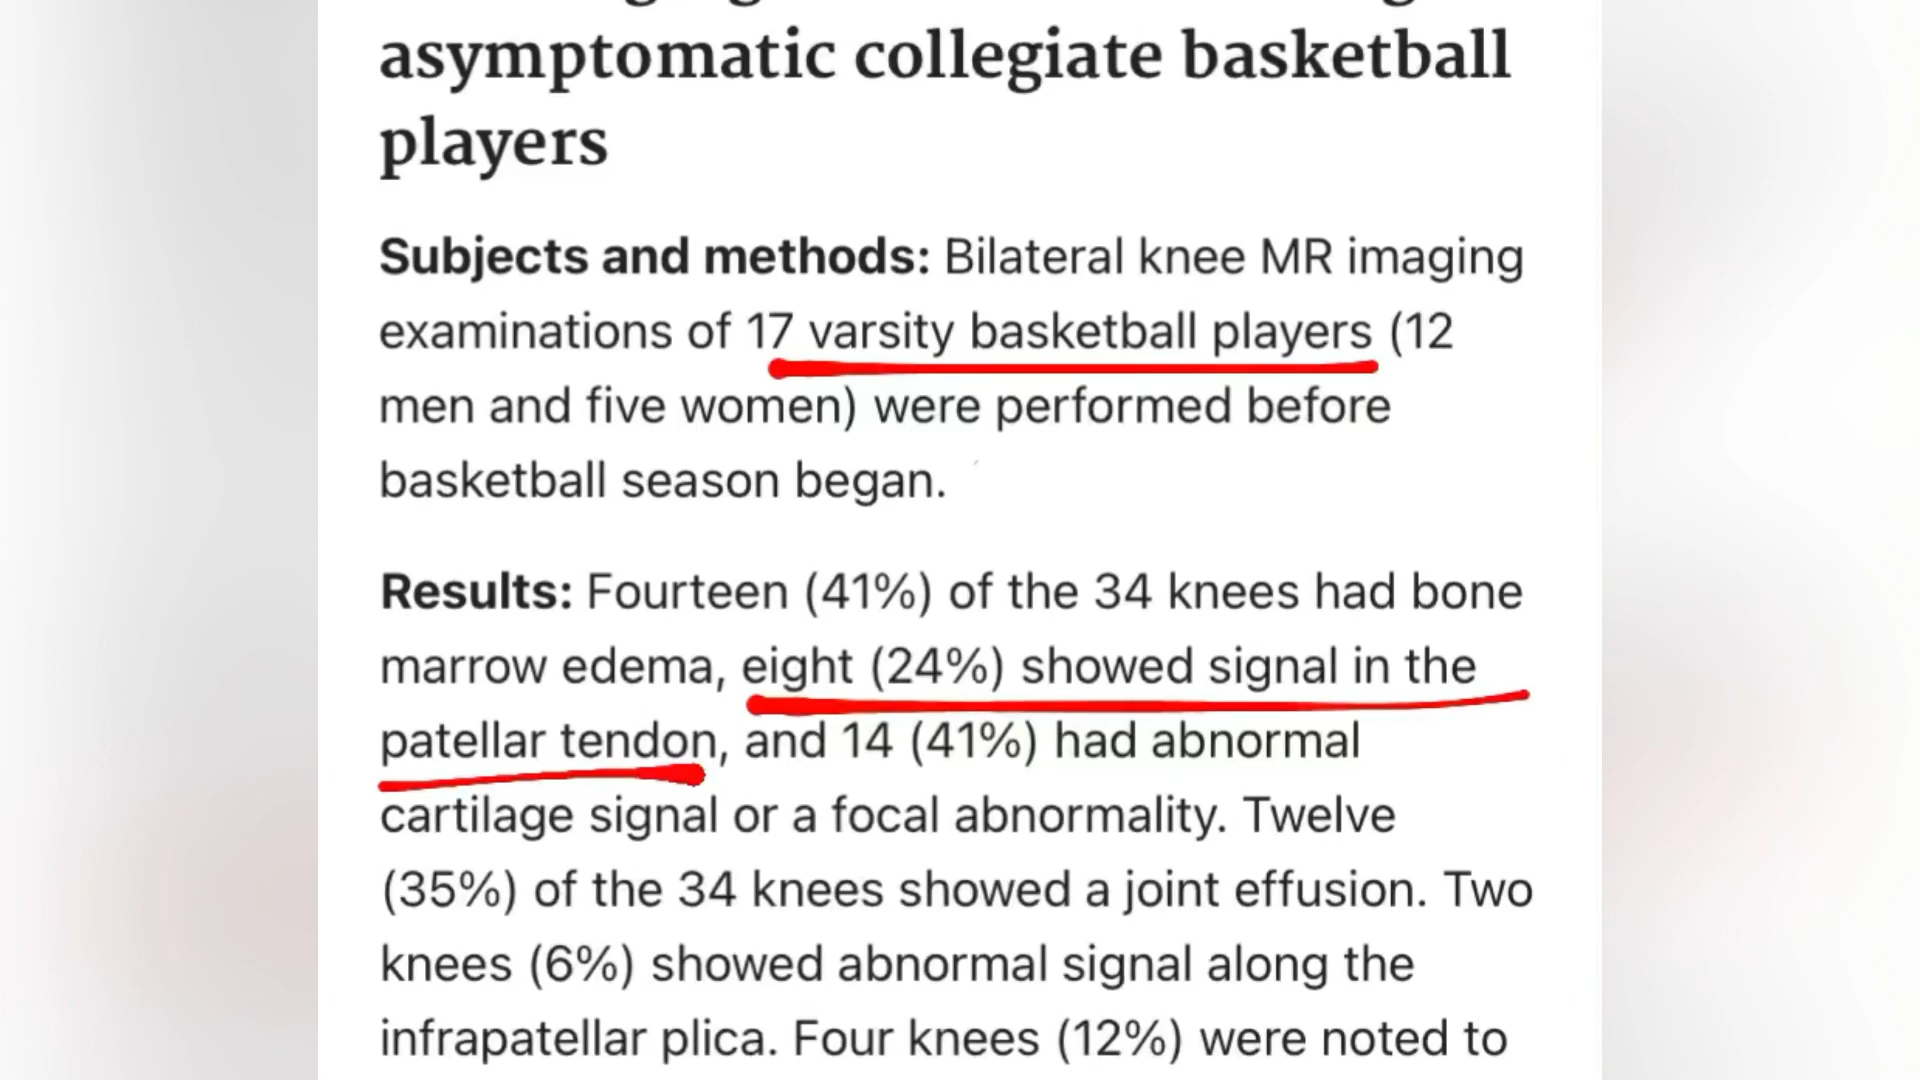 asymptomatic collegiate basketball
players
Subjects and methods: Bilateral knee MR imaging
examinations of 17 varsity basketball players (12
men and five women) were performed before
basketball season began.
Results: Fourteen (41%) of the 34 knees had bone
marrow edema, eight (24%) showed signal in the
patellar tendon, and 14 (41%) had abnormal
cartilage signal or a focal abnormality. Twelve
(35%) of the 34 knees showed a joint effusion. Two
knees (6%) showed abnormal signal along the
infrapatellar plica. Four knees (12%) were noted to